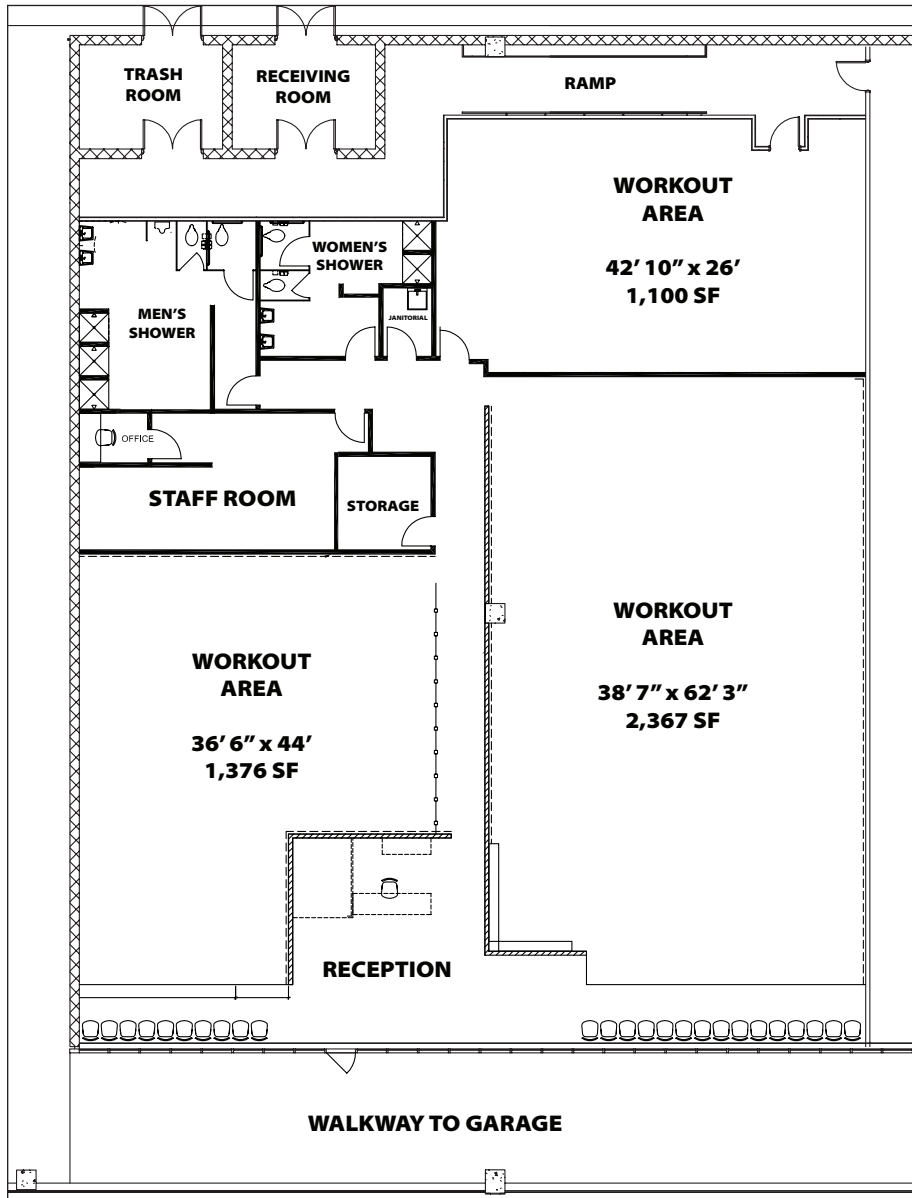 TRASH
ROOM
RECEIVING
ROOM
RAMP
WORKOUT
AREA
42' 10" x 26'
1,100 SF
WOMEN'S
SHOWER
MEN'S
SHOWER
JANITORIAL
OFFICE
STAFF ROOM
STORAGE
WORKOUT
AREA
38' 7" x 62' 3"
2,367 SF
WORKOUT
AREA
36' 6" x 44'
1,376 SF
RECEPTION
WALKWAY TO GARAGE